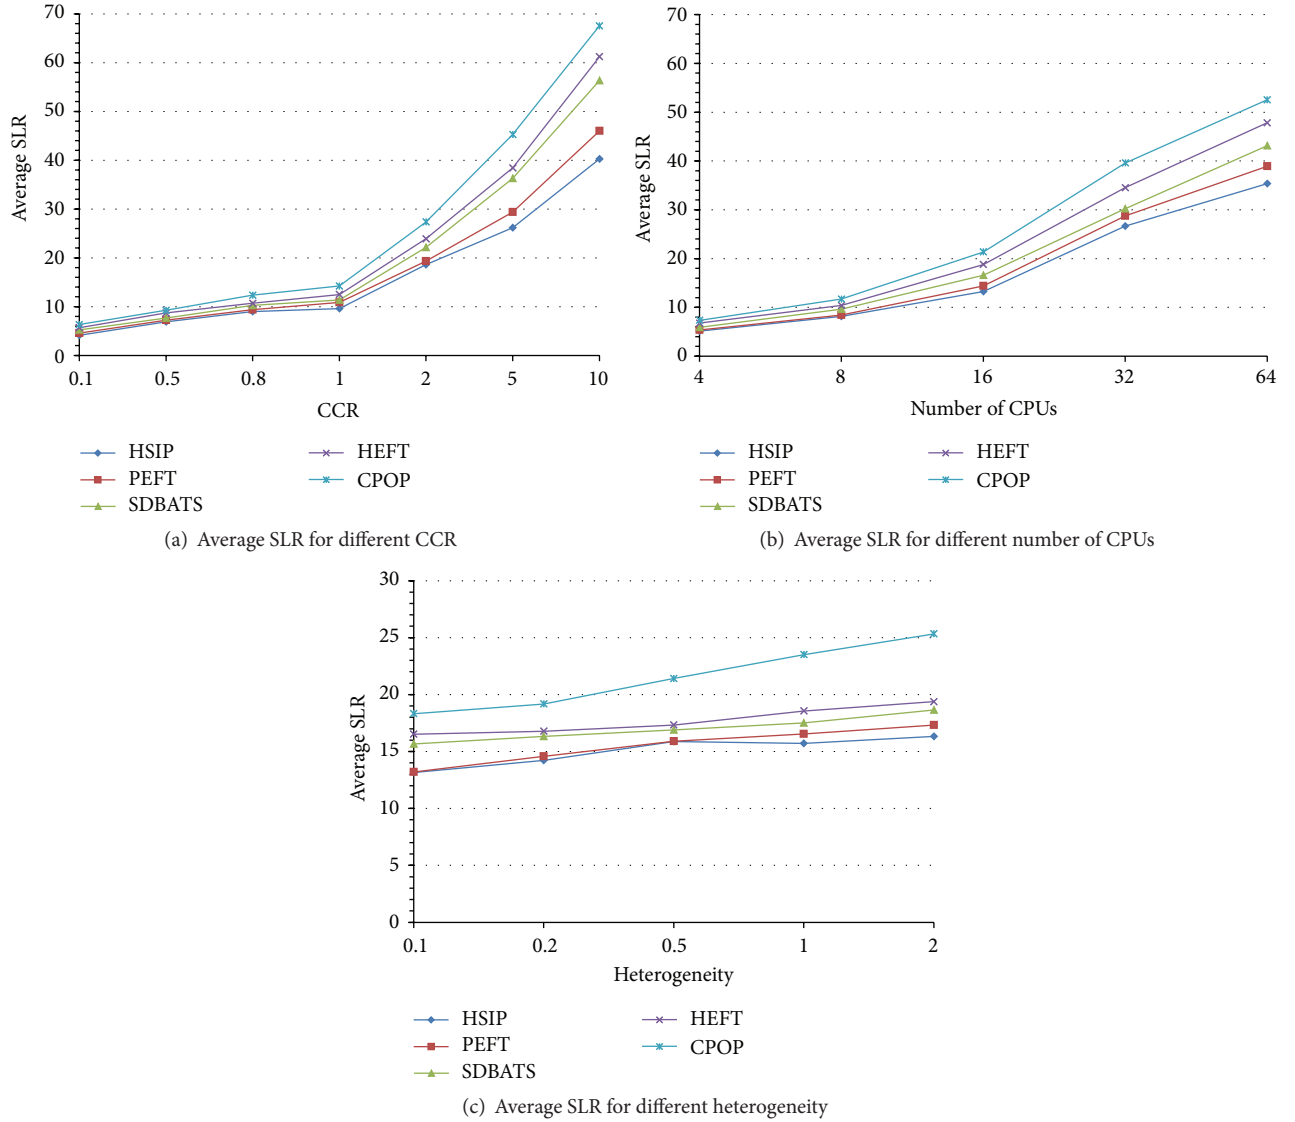 70
60
50
40
30
20
10
0
Average SLR
0.1 0.5 0.8 1 2 5 10
CCR
HSIP
PEFT
SDBATS
HEFT
CPOP
(a) Average SLR for different CCR
70
60
50
40
30
20
10
0
Average SLR
4 8 16 32 64
Number of CPUs
HSIP
PEFT
SDBATS
HEFT
CPOP
(b) Average SLR for different number of CPUs
30
25
20
15
10
5
0
Average SLR
0.1 0.2 0.5 1 2
Heterogeneity
HSIP
PEFT
SDBATS
HEFT
CPOP
(c) Average SLR for different heterogeneity